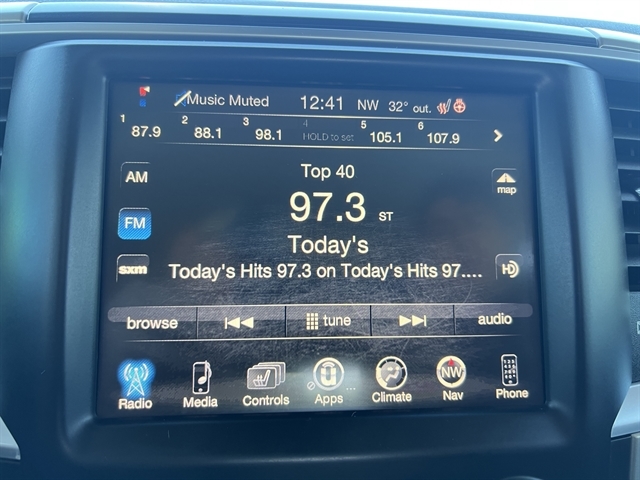 Music Muted 12:41 NW 32° out.
1 87.9 2 88.1 3 98.1 4 HOLD to set 5 105.1 6 107.9
AM
Top 40
map
FM
97.3 ST
Today's
sxm
Today's Hits 97.3 on Today's Hits 97....
HD
browse tune audio
NW
Radio Media Controls Apps ... Climate Nav Phone